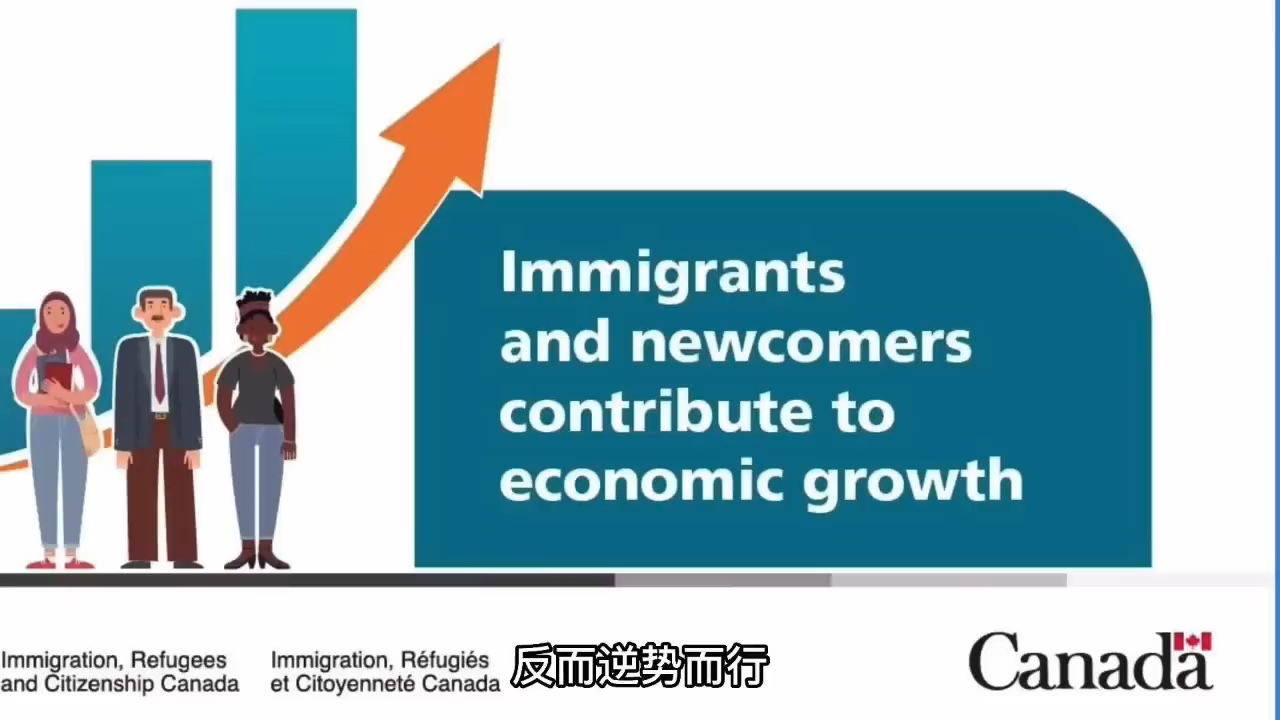 Immigrants
and newcomers
contribute to
economic growth
Immigration, Refugees
and Citizenship Canada
Immigration, Réfugiés
et Citoyenneté Canada
反而逆势而行
Canada